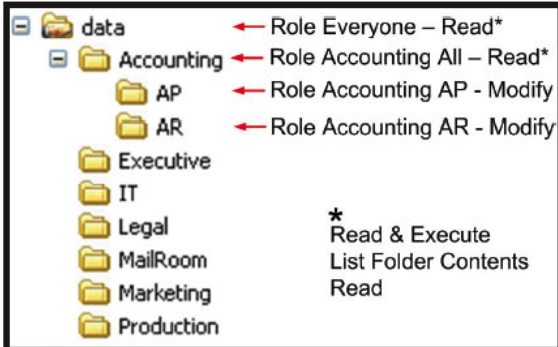 data Role Everyone – Read*
Accounting Role Accounting All – Read*
AP Role Accounting AP - Modify
AR Role Accounting AR - Modify
Executive
IT
Legal
MailRoom
Marketing
Production
*
Read & Execute
List Folder Contents
Read